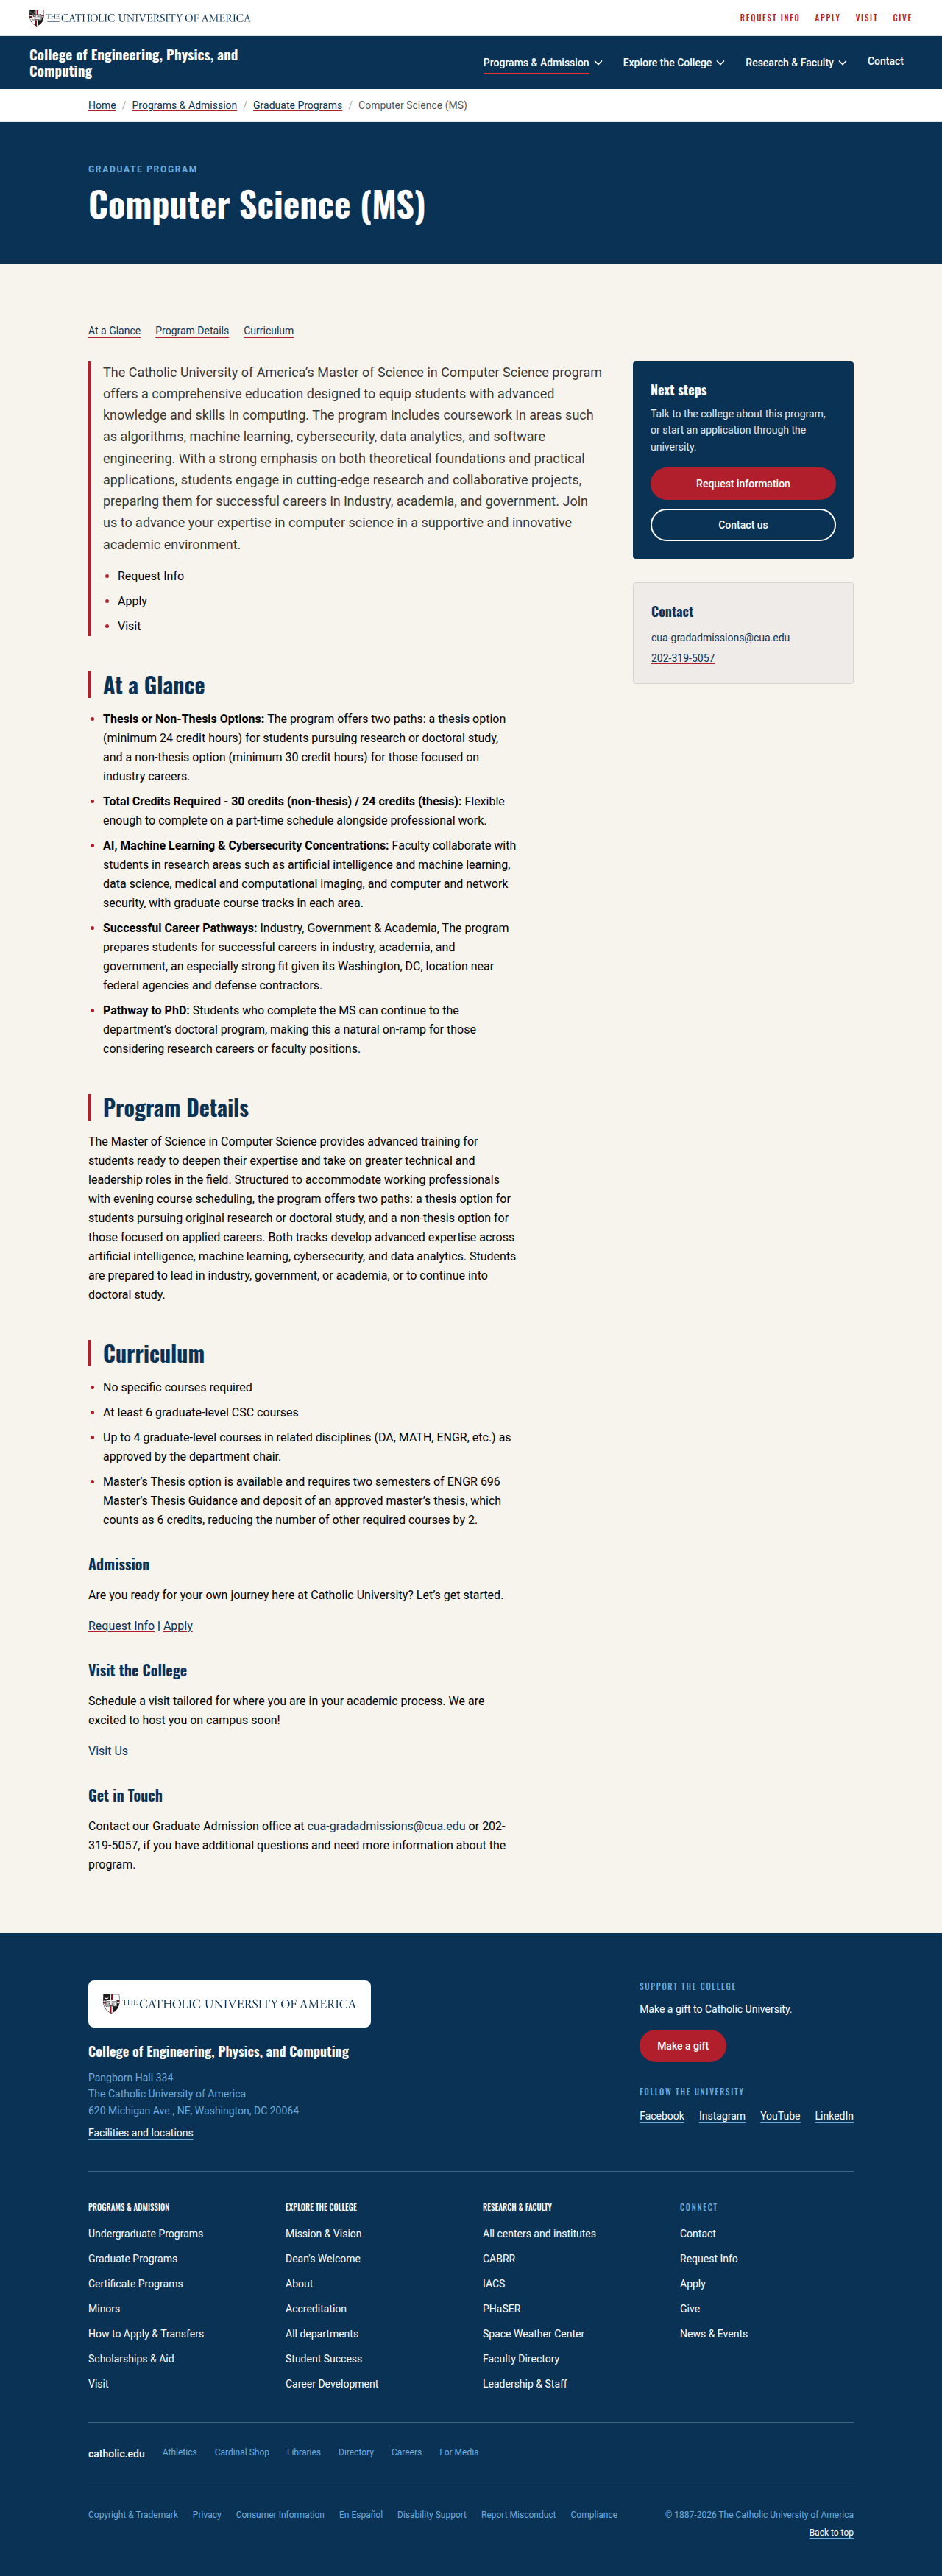 THE CATHOLIC UNIVERSITY OF AMERICA
REQUEST INFO APPLY VISIT GIVE
College of Engineering, Physics, and
Computing
Programs & Admission Explore the College Research & Faculty Contact
Home / Programs & Admission / Graduate Programs / Computer Science (MS)
GRADUATE PROGRAM
Computer Science (MS)
At a Glance Program Details Curriculum
The Catholic University of America’s Master of Science in Computer Science program
offers a comprehensive education designed to equip students with advanced
knowledge and skills in computing. The program includes coursework in areas such
as algorithms, machine learning, cybersecurity, data analytics, and software
engineering. With a strong emphasis on both theoretical foundations and practical
applications, students engage in cutting-edge research and collaborative projects,
preparing them for successful careers in industry, academia, and government. Join
us to advance your expertise in computer science in a supportive and innovative
academic environment.
• Request Info
• Apply
• Visit
Next steps
Talk to the college about this program,
or start an application through the
university.
Request information
Contact us
Contact
cua-gradadmissions@cua.edu
202-319-5057
At a Glance
• Thesis or Non-Thesis Options: The program offers two paths: a thesis option
(minimum 24 credit hours) for students pursuing research or doctoral study,
and a non-thesis option (minimum 30 credit hours) for those focused on
industry careers.
• Total Credits Required - 30 credits (non-thesis) / 24 credits (thesis): Flexible
enough to complete on a part-time schedule alongside professional work.
• AI, Machine Learning & Cybersecurity Concentrations: Faculty collaborate with
students in research areas such as artificial intelligence and machine learning,
data science, medical and computational imaging, and computer and network
security, with graduate course tracks in each area.
• Successful Career Pathways: Industry, Government & Academia, The program
prepares students for successful careers in industry, academia, and
government, an especially strong fit given its Washington, DC, location near
federal agencies and defense contractors.
• Pathway to PhD: Students who complete the MS can continue to the
department’s doctoral program, making this a natural on-ramp for those
considering research careers or faculty positions.
Program Details
The Master of Science in Computer Science provides advanced training for
students ready to deepen their expertise and take on greater technical and
leadership roles in the field. Structured to accommodate working professionals
with evening course scheduling, the program offers two paths: a thesis option for
students pursuing original research or doctoral study, and a non-thesis option for
those focused on applied careers. Both tracks develop advanced expertise across
artificial intelligence, machine learning, cybersecurity, and data analytics. Students
are prepared to lead in industry, government, or academia, or to continue into
doctoral study.
Curriculum
• No specific courses required
• At least 6 graduate-level CSC courses
• Up to 4 graduate-level courses in related disciplines (DA, MATH, ENGR, etc.) as
approved by the department chair.
• Master’s Thesis option is available and requires two semesters of ENGR 696
Master’s Thesis Guidance and deposit of an approved master’s thesis, which
counts as 6 credits, reducing the number of other required courses by 2.
Admission
Are you ready for your own journey here at Catholic University? Let’s get started.
Request Info | Apply
Visit the College
Schedule a visit tailored for where you are in your academic process. We are
excited to host you on campus soon!
Visit Us
Get in Touch
Contact our Graduate Admission office at cua-gradadmissions@cua.edu or 202-
319-5057, if you have additional questions and need more information about the
program.
THE CATHOLIC UNIVERSITY OF AMERICA
College of Engineering, Physics, and Computing
Pangborn Hall 334
The Catholic University of America
620 Michigan Ave., NE, Washington, DC 20064
Facilities and locations
SUPPORT THE COLLEGE
Make a gift to Catholic University.
Make a gift
FOLLOW THE UNIVERSITY
Facebook Instagram YouTube LinkedIn
PROGRAMS & ADMISSION
Undergraduate Programs
Graduate Programs
Certificate Programs
Minors
How to Apply & Transfers
Scholarships & Aid
Visit
EXPLORE THE COLLEGE
Mission & Vision
Dean's Welcome
About
Accreditation
All departments
Student Success
Career Development
RESEARCH & FACULTY
All centers and institutes
CABRR
IACS
PHaSER
Space Weather Center
Faculty Directory
Leadership & Staff
CONNECT
Contact
Request Info
Apply
Give
News & Events
catholic.edu Athletics Cardinal Shop Libraries Directory Careers For Media
Copyright & Trademark Privacy Consumer Information En Español Disability Support Report Misconduct Compliance © 1887-2026 The Catholic University of America
Back to top